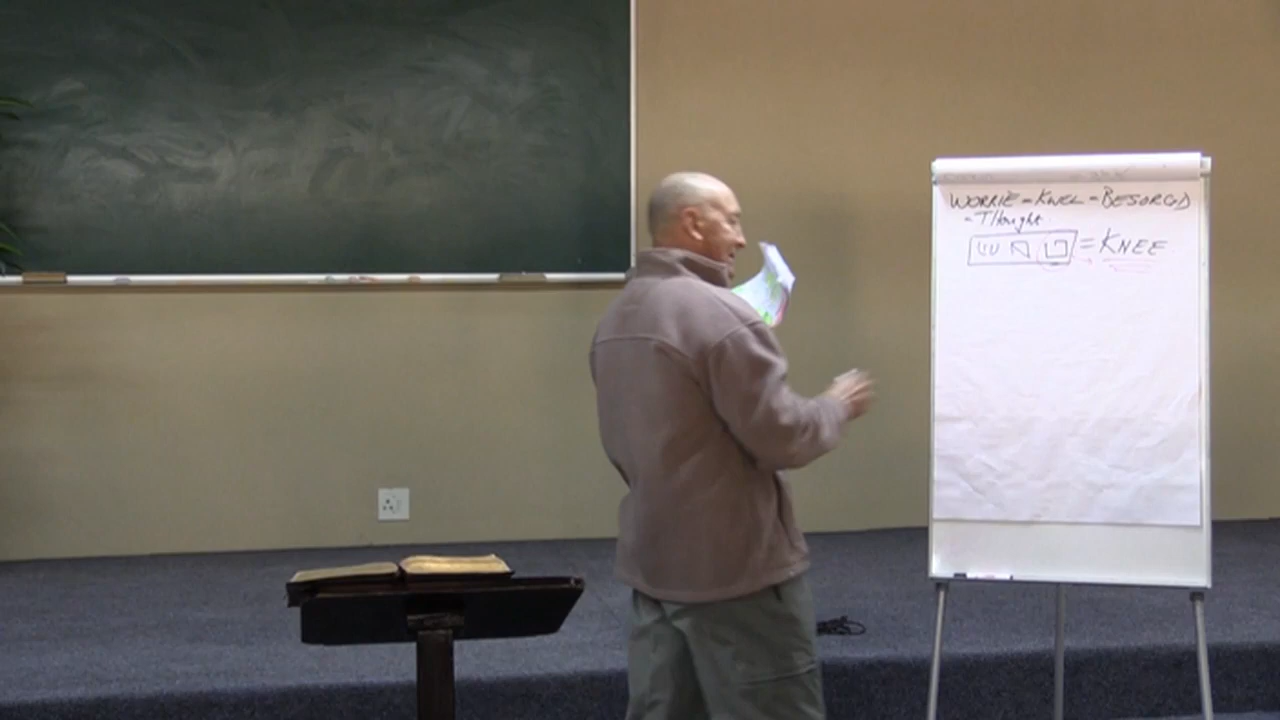 WORRIE = KWEL = BESORGD
= THought.
= KNEE